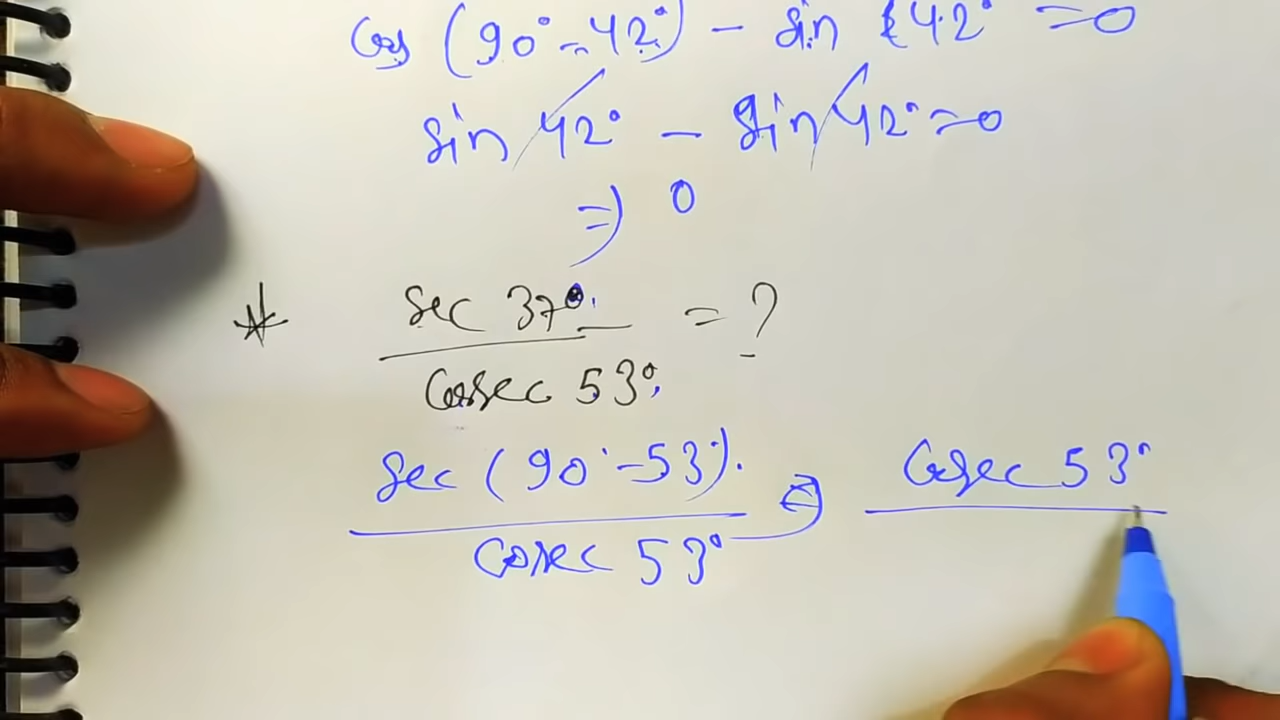 cos (90° - 42°) - sin 42° = 0
sin 42° - sin 42° = 0
⇒ 0
* sec 37° / Cosec 53° = ?
sec (90° - 53°) / Cosec 53° ⇒ Cosec 53°